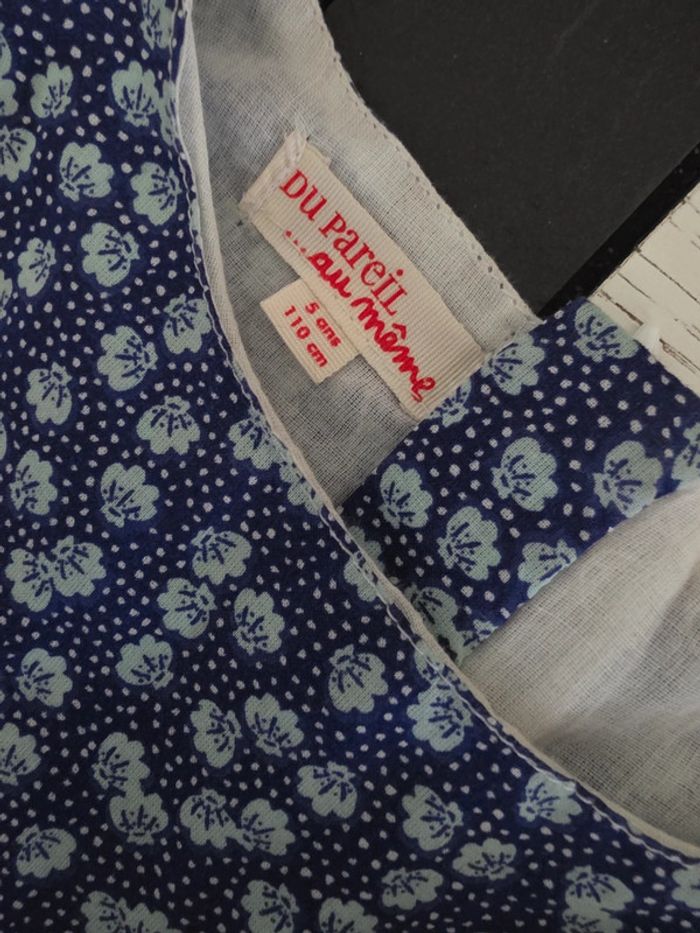 DU PaReiL
...au même
5 ans
110 cm